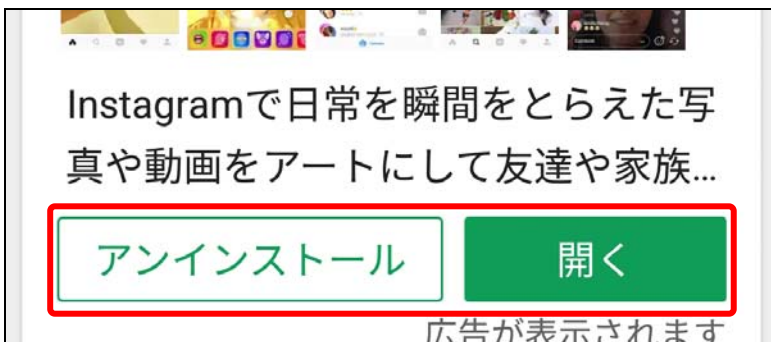 Instagramで日常を瞬間をとらえた写
真や動画をアートにして友達や家族...
アンインストール
開く
広告が表示されます